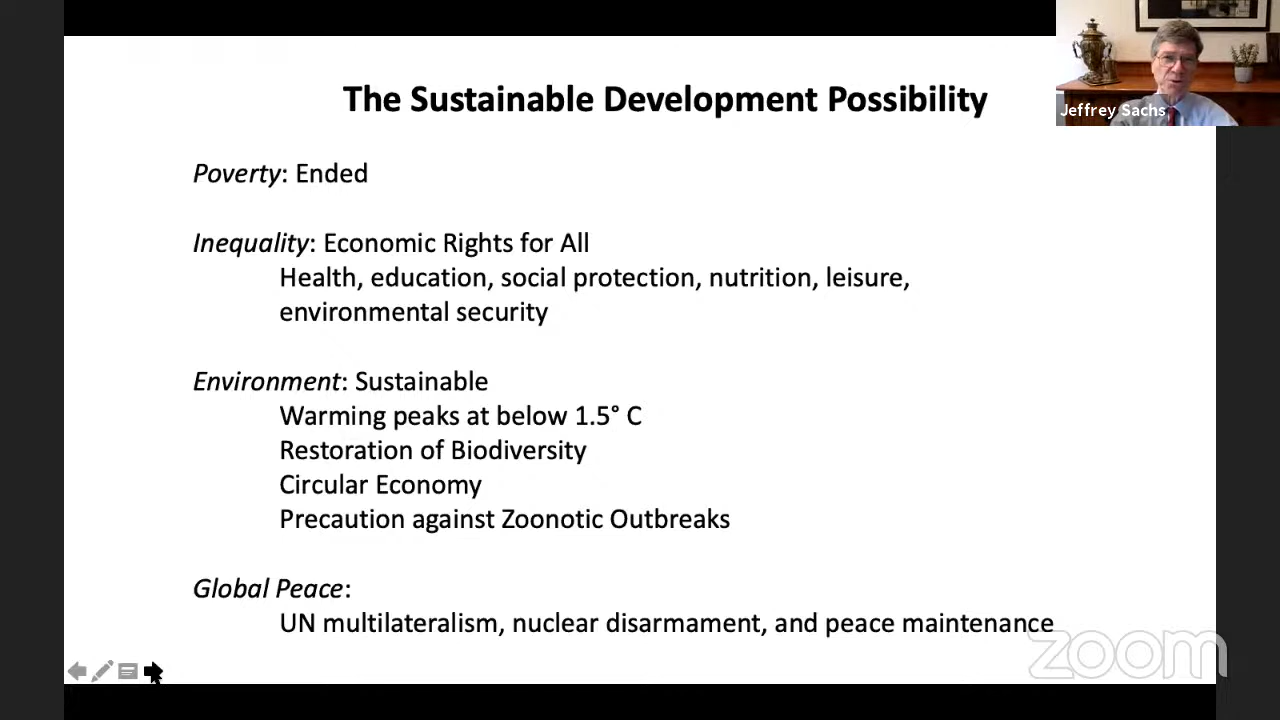 The Sustainable Development Possibility
Jeffrey Sachs
Poverty: Ended
Inequality: Economic Rights for All
Health, education, social protection, nutrition, leisure,
environmental security
Environment: Sustainable
Warming peaks at below 1.5° C
Restoration of Biodiversity
Circular Economy
Precaution against Zoonotic Outbreaks
Global Peace:
UN multilateralism, nuclear disarmament, and peace maintenance
zoom